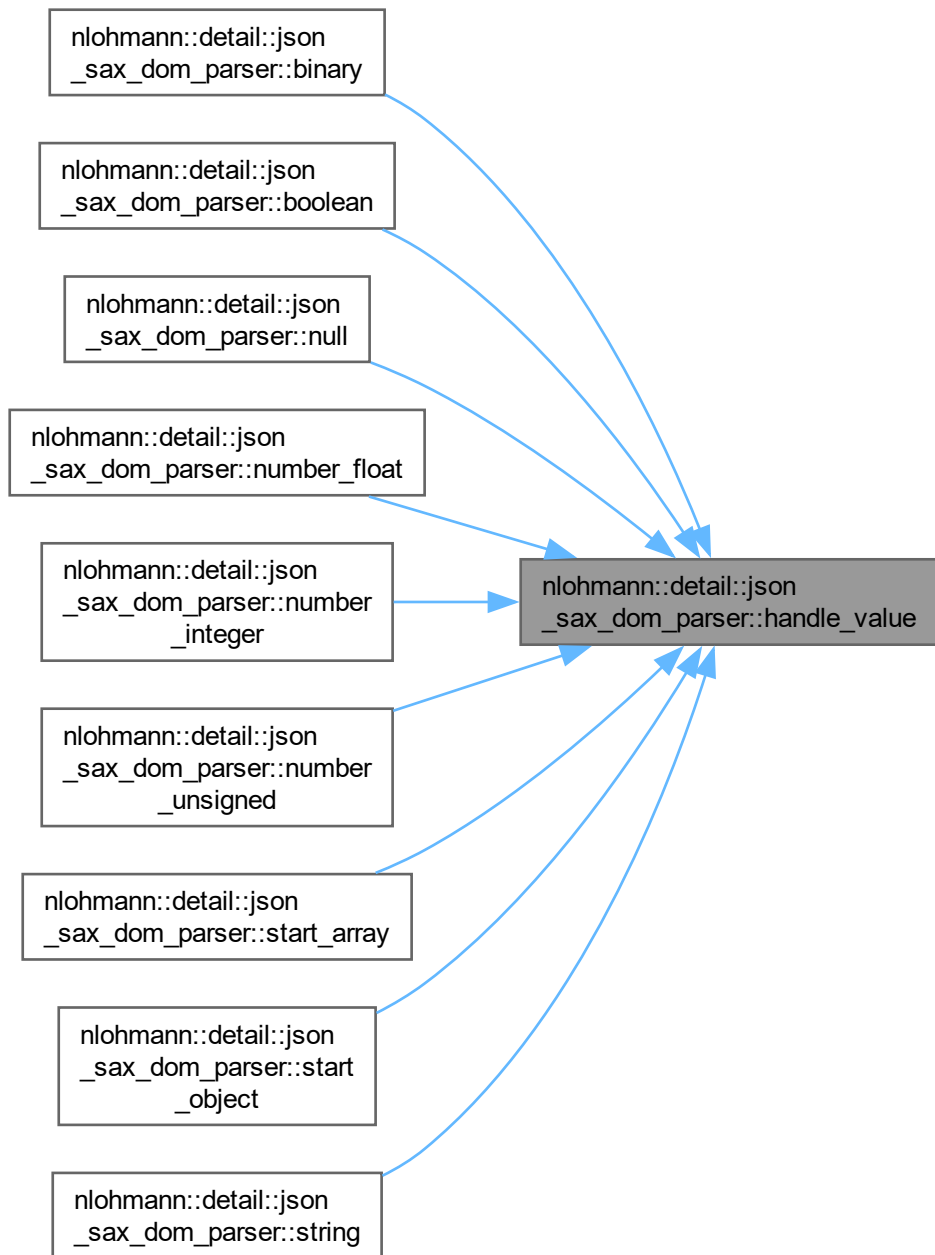 nlohmann::detail::json
_sax_dom_parser::binary
nlohmann::detail::json
_sax_dom_parser::boolean
nlohmann::detail::json
_sax_dom_parser::null
nlohmann::detail::json
_sax_dom_parser::number_float
nlohmann::detail::json
_sax_dom_parser::number
_integer
nlohmann::detail::json
_sax_dom_parser::handle_value
nlohmann::detail::json
_sax_dom_parser::number
_unsigned
nlohmann::detail::json
_sax_dom_parser::start_array
nlohmann::detail::json
_sax_dom_parser::start
_object
nlohmann::detail::json
_sax_dom_parser::string